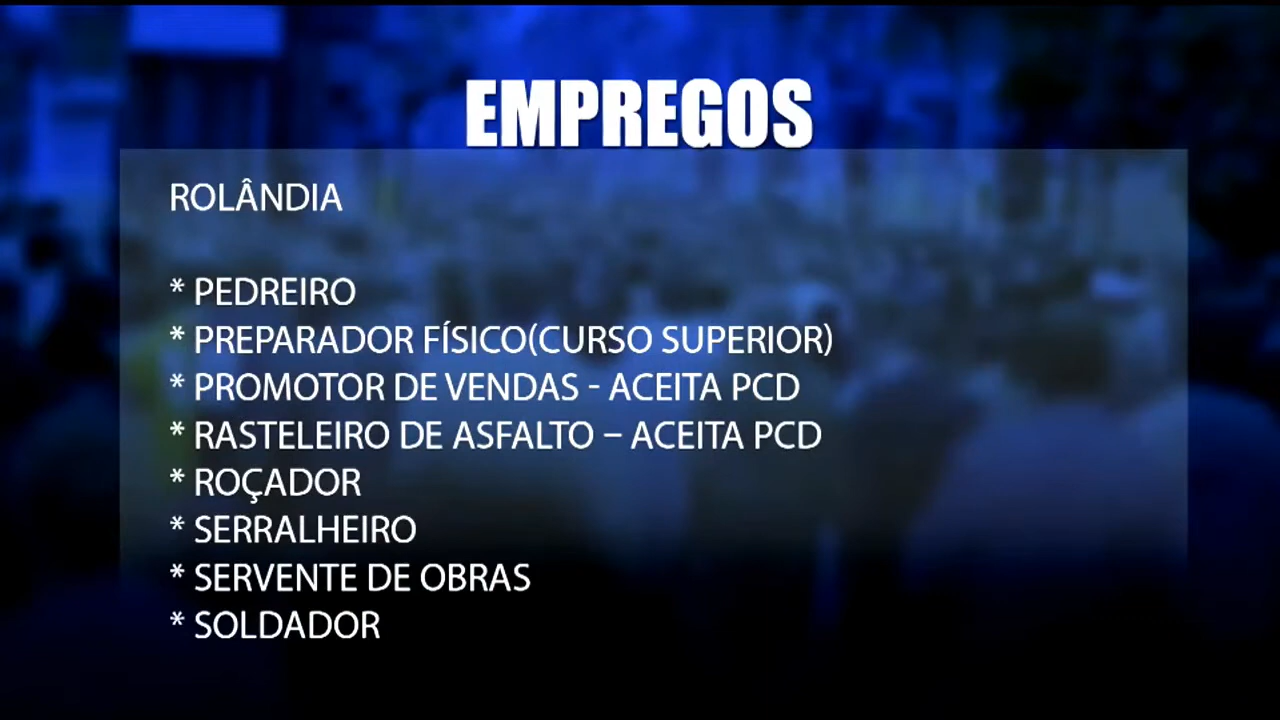 EMPREGOS
ROLÂNDIA
* PEDREIRO
* PREPARADOR FÍSICO(CURSO SUPERIOR)
* PROMOTOR DE VENDAS - ACEITA PCD
* RASTELEIRO DE ASFALTO – ACEITA PCD
* ROÇADOR
* SERRALHEIRO
* SERVENTE DE OBRAS
* SOLDADOR